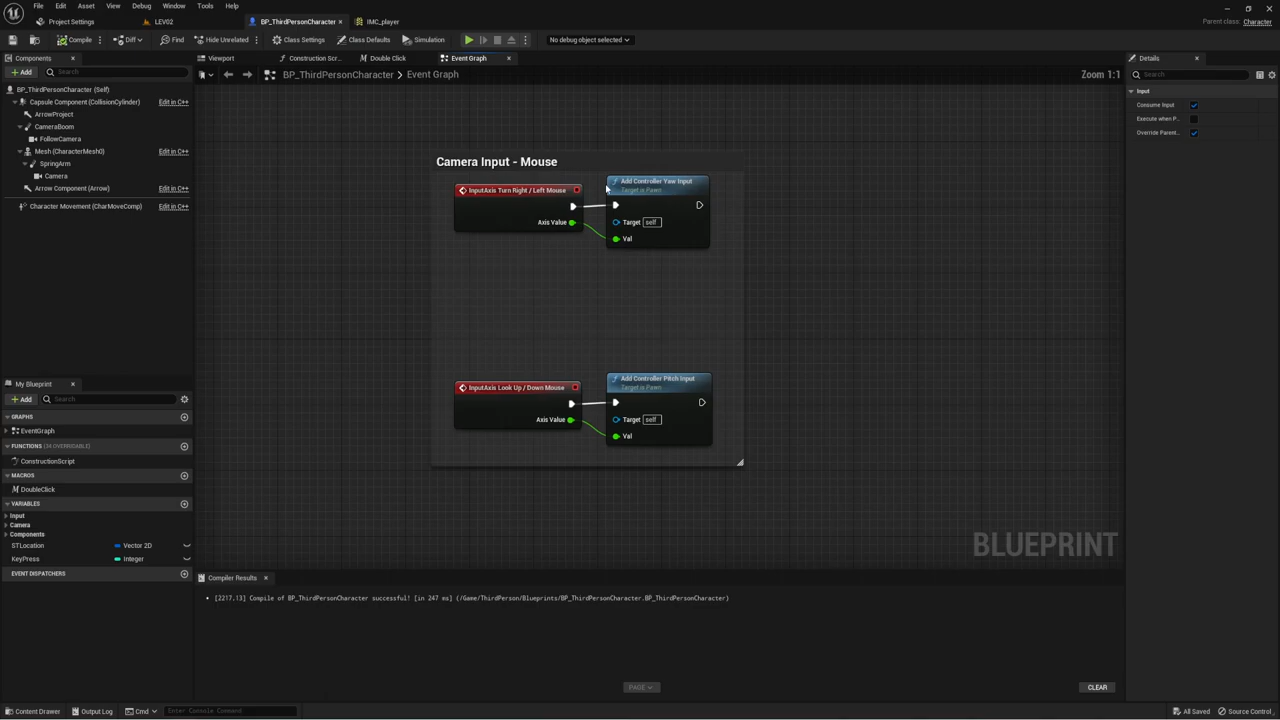 File Edit Asset View Debug Window Tools Help
Parent class: Character
Project Settings LEV02 BP_ThirdPersonCharacter IMC_player
Compile Diff Find Hide Unrelated Class Settings Class Defaults Simulation No debug object selected
Components Viewport Construction Scr... Double Click Event Graph Details
Add Search BP_ThirdPersonCharacter > Event Graph Zoom 1:1 Search
BP_ThirdPersonCharacter (Self)
Capsule Component (CollisionCylinder) Edit in C++
ArrowProject
CameraBoom
FollowCamera
Mesh (CharacterMesh0) Edit in C++
SpringArm
Camera
Arrow Component (Arrow) Edit in C++
Character Movement (CharMoveComp) Edit in C++
Input
Consume Input
Execute when P...
Override Parent...
Camera Input - Mouse
InputAxis Turn Right / Left Mouse
Axis Value
Add Controller Yaw Input
Target is Pawn
Target self
Val
InputAxis Look Up / Down Mouse
Axis Value
Add Controller Pitch Input
Target is Pawn
Target self
Val
BLUEPRINT
My Blueprint
Add Search
GRAPHS
EventGraph
FUNCTIONS (34 OVERRIDABLE)
ConstructionScript
MACROS
DoubleClick
VARIABLES
Input
Camera
Components
STLocation Vector 2D
KeyPress Integer
EVENT DISPATCHERS
Compiler Results
[2217.13] Compile of BP_ThirdPersonCharacter successful! [in 247 ms] (/Game/ThirdPerson/Blueprints/BP_ThirdPersonCharacter.BP_ThirdPersonCharacter)
PAGE CLEAR
Content Drawer Output Log Cmd Enter Console Command All Saved Source Control